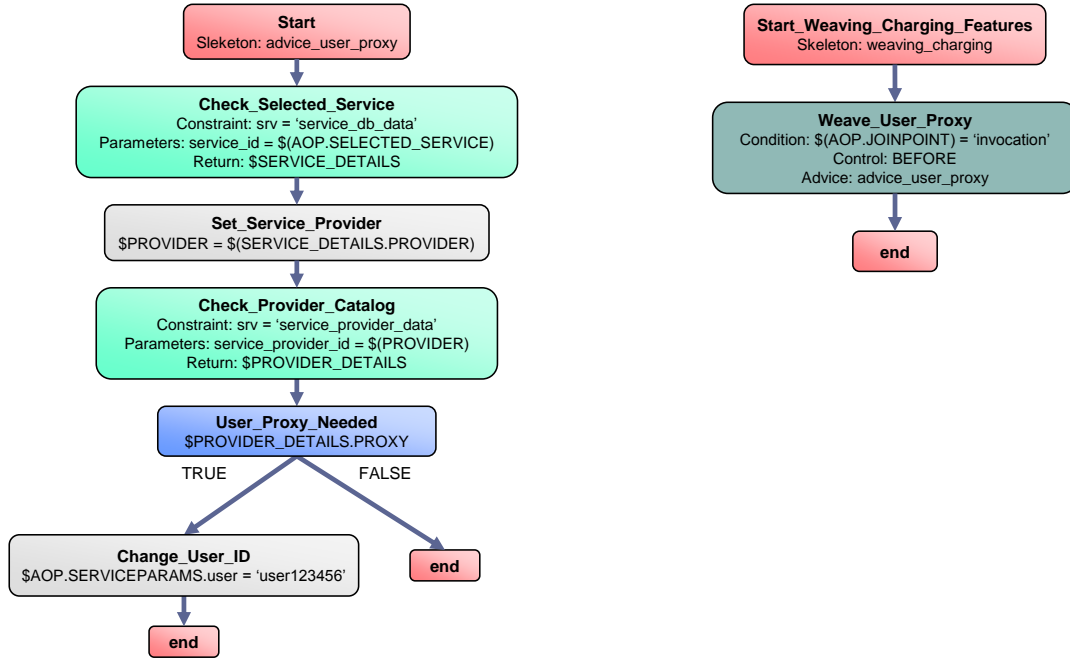 Start
Sleketon: advice_user_proxy
Check_Selected_Service
Constraint: srv = ‘service_db_data’
Parameters: service_id = $(AOP.SELECTED_SERVICE)
Return: $SERVICE_DETAILS
Set_Service_Provider
$PROVIDER = $(SERVICE_DETAILS.PROVIDER)
Check_Provider_Catalog
Constraint: srv = ‘service_provider_data’
Parameters: service_provider_id = $(PROVIDER)
Return: $PROVIDER_DETAILS
User_Proxy_Needed
$PROVIDER_DETAILS.PROXY
TRUE
FALSE
Change_User_ID
$AOP.SERVICEPARAMS.user = ‘user123456’
end
end
Start_Weaving_Charging_Features
Skeleton: weaving_charging
Weave_User_Proxy
Condition: $(AOP.JOINPOINT) = ‘invocation’
Control: BEFORE
Advice: advice_user_proxy
end